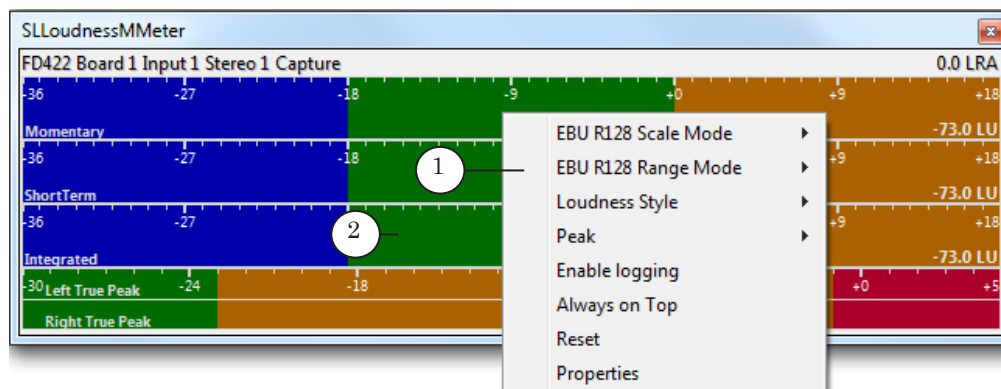 SLLoudnessMMeter
FD422 Board 1 Input 1 Stereo 1 Capture 0.0 LRA
-36 -27 -18 -9 +0 +9 +18
Momentary -73.0 LU
-36 -27 -18 +9 +18
ShortTerm -73.0 LU
-36 -27 -18 +9 +18
Integrated -73.0 LU
-30 Left True Peak -24 -18 +0 +5
Right True Peak
1
2
EBU R128 Scale Mode
EBU R128 Range Mode
Loudness Style
Peak
Enable logging
Always on Top
Reset
Properties